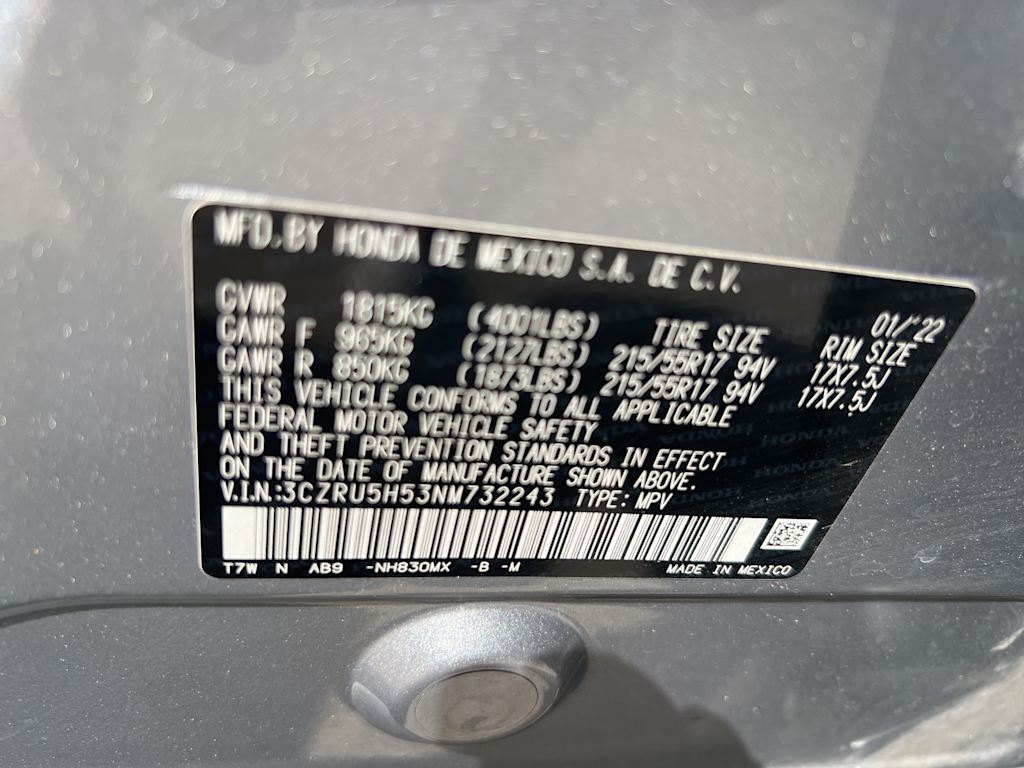 MFD. BY HONDA DE MEXICO S.A. DE C.V.
01/'22
GVWR 1815KG (4001LBS) TIRE SIZE RIM SIZE
GAWR F 965KG (2127LBS) 215/55R17 94V 17X7.5J
GAWR R 850KG (1873LBS) 215/55R17 94V 17X7.5J
THIS VEHICLE CONFORMS TO ALL APPLICABLE
FEDERAL MOTOR VEHICLE SAFETY
AND THEFT PREVENTION STANDARDS IN EFFECT
ON THE DATE OF MANUFACTURE SHOWN ABOVE.
V.I.N.:3CZRU5H53NM732243 TYPE: MPV
T7W N AB9 -NH830MX -B -M MADE IN MEXICO